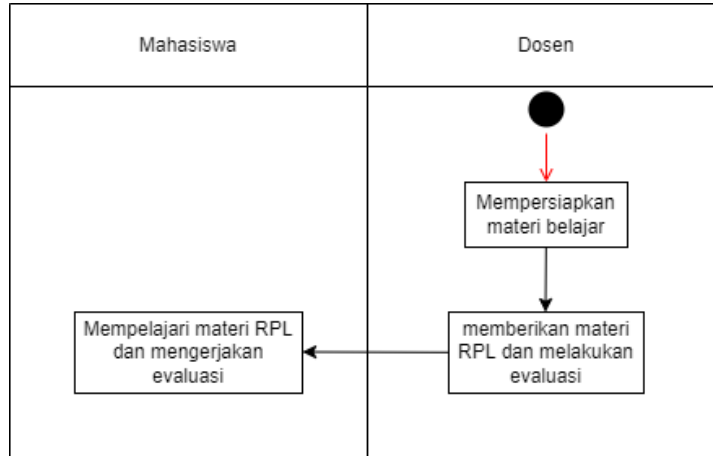 Mahasiswa
Dosen
Mempersiapkan
materi belajar
Mempelajari materi RPL
dan mengerjakan
evaluasi
memberikan materi
RPL dan melakukan
evaluasi